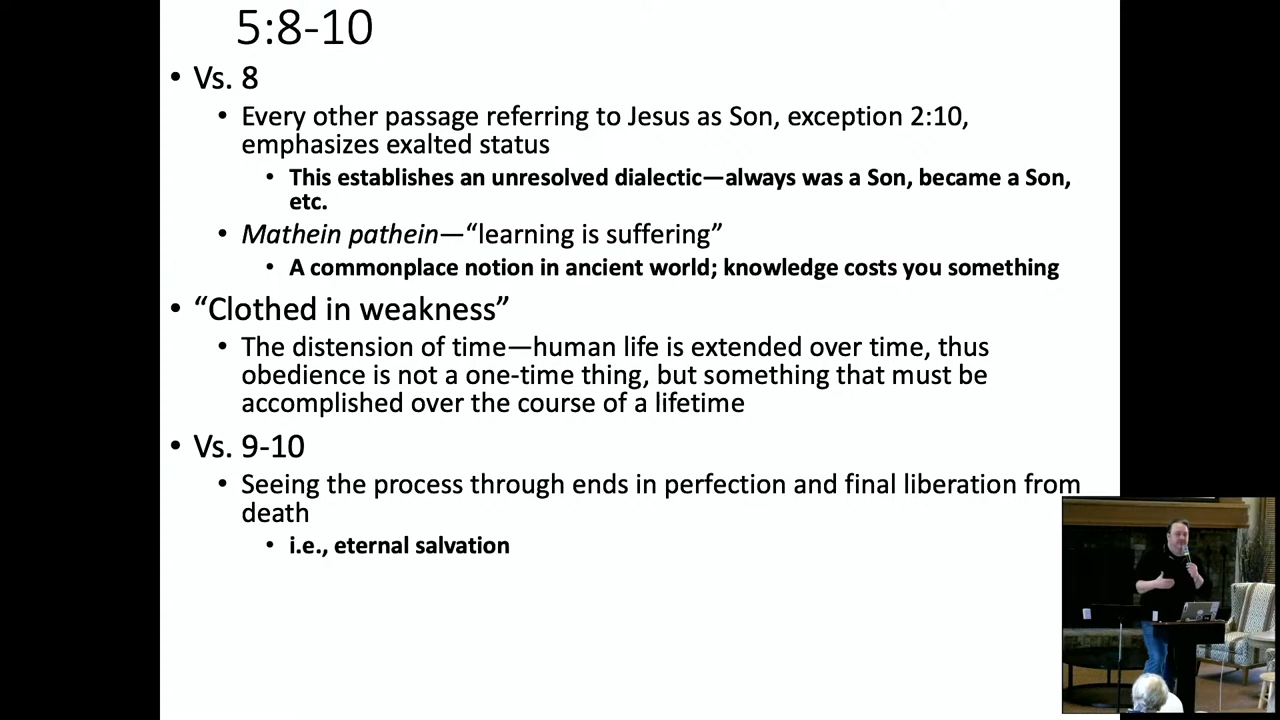 5:8-10
• Vs. 8
• Every other passage referring to Jesus as Son, exception 2:10,
emphasizes exalted status
• This establishes an unresolved dialectic—always was a Son, became a Son,
etc.
• Mathein pathein—“learning is suffering”
• A commonplace notion in ancient world; knowledge costs you something
• “Clothed in weakness”
• The distension of time—human life is extended over time, thus
obedience is not a one-time thing, but something that must be
accomplished over the course of a lifetime
• Vs. 9-10
• Seeing the process through ends in perfection and final liberation from
death
• i.e., eternal salvation